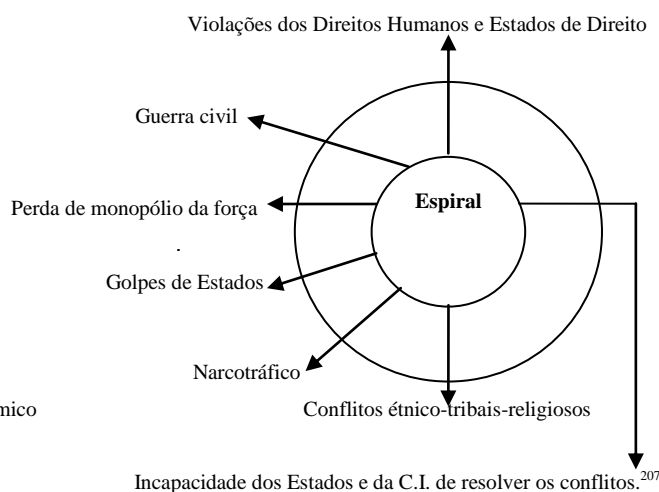 Violações dos Direitos Humanos e Estados de Direito
Guerra civil
Espiral
Perda de monopólio da força
Golpes de Estados
Narcotráfico
Conflitos étnico-tribais-religiosos
Incapacidade dos Estados e da C.I. de resolver os conflitos.207